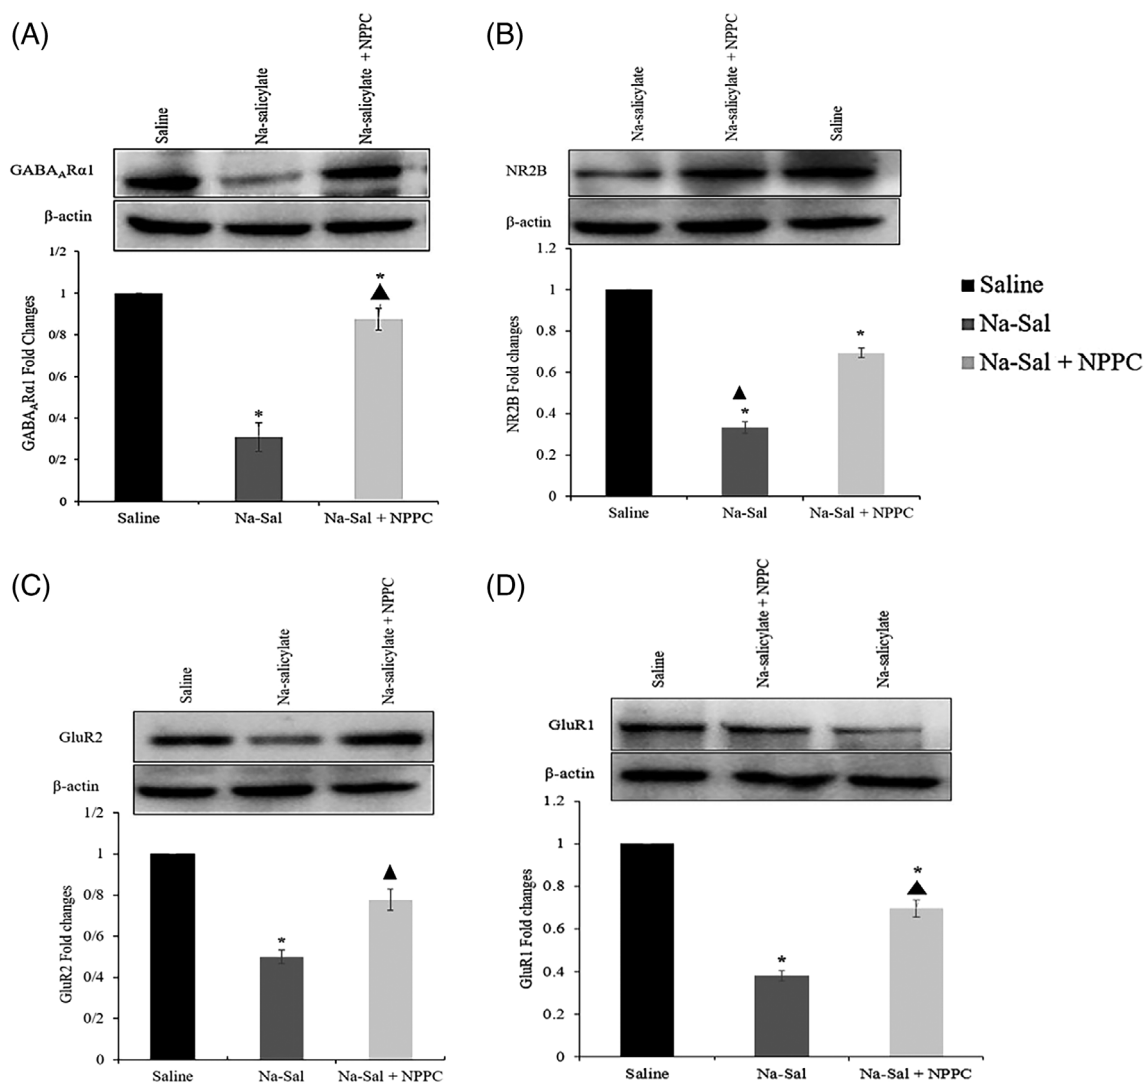 (A)
Saline
Na-salicylate
Na-salicylate + NPPC
GABA_ARα1
β-actin
1/2
1
0/8
0/6
0/4
0/2
0
GABA_ARα1 Fold Changes
*
*
▲
Saline
Na-Sal
Na-Sal + NPPC
(B)
Na-salicylate
Na-salicylate + NPPC
Saline
NR2B
β-actin
1.2
1
0.8
0.6
0.4
0.2
0
NR2B Fold changes
▲
*
*
Saline
Na-Sal
Na-Sal + NPPC
Saline
Na-Sal
Na-Sal + NPPC
(C)
Saline
Na-salicylate
Na-salicylate + NPPC
GluR2
β-actin
1/2
1
0/8
0/6
0/4
0/2
0
GluR2 Fold changes
*
▲
Saline
Na-Sal
Na-Sal + NPPC
(D)
Saline
Na-salicylate + NPPC
Na-salicylate
GluR1
β-actin
1.2
1
0.8
0.6
0.4
0.2
0
GluR1 Fold changes
*
*
▲
Saline
Na-Sal
Na-Sal + NPPC